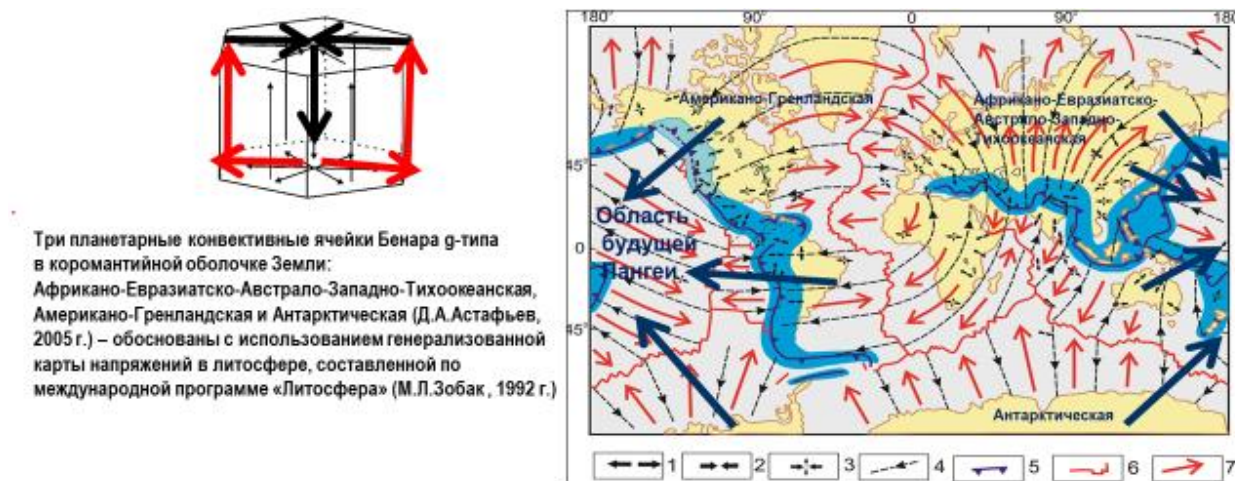 Три планетарные конвективные ячейки Бенара g-типа
в коромантийной оболочке Земли:
Африкано-Евразиатско-Австрало-Западно-Тихоокеанская,
Американо-Гренландская и Антарктическая (Д.А.Астафьев,
2005 г.) – обоснованы с использованием генерализованной
карты напряжений в литосфере, составленной по
международной программе «Литосфера» (М.Л.Зобак , 1992 г.)
180° 90° 0 90° 180
Американо-Гренландская
Африкано-Евразиатско-
Австрало-Западно-
Тихоокеанская
45°
Область
будущей
Пангеи
0
45°
Антарктическая
1 2 3 4 5 6 7